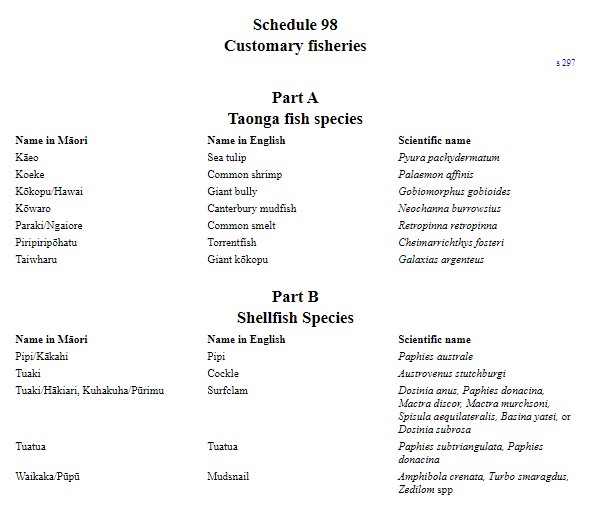 Schedule 98
Customary fisheries
s 297
Part A
Taonga fish species
Name in Māori Name in English Scientific name
Kāeo Sea tulip Pyura pachydermatum
Koeke Common shrimp Palaemon affinis
Kōkopu/Hawai Giant bully Gobiomorphus gobioides
Kōwaro Canterbury mudfish Neochanna burrowsius
Paraki/Ngaiore Common smelt Retropinna retropinna
Piripiripōhatu Torrentfish Cheimarrichthys fosteri
Taiwharu Giant kōkopu Galaxias argenteus
Part B
Shellfish Species
Name in Māori Name in English Scientific name
Pipi/Kākahi Pipi Paphies australe
Tuaki Cockle Austrovenus stutchburgi
Tuaki/Hākiari, Kuhakuha/Pūrimu Surfclam Dosinia anus, Paphies donacina,
Mactra discor, Mactra murchsoni,
Spisula aequilateralis, Basina yatei, or
Dosinia subrosa
Tuatua Tuatua Paphies subtriangulata, Paphies
donacina
Waikaka/Pūpū Mudsnail Amphibola crenata, Turbo smaragdus,
Zedilom spp